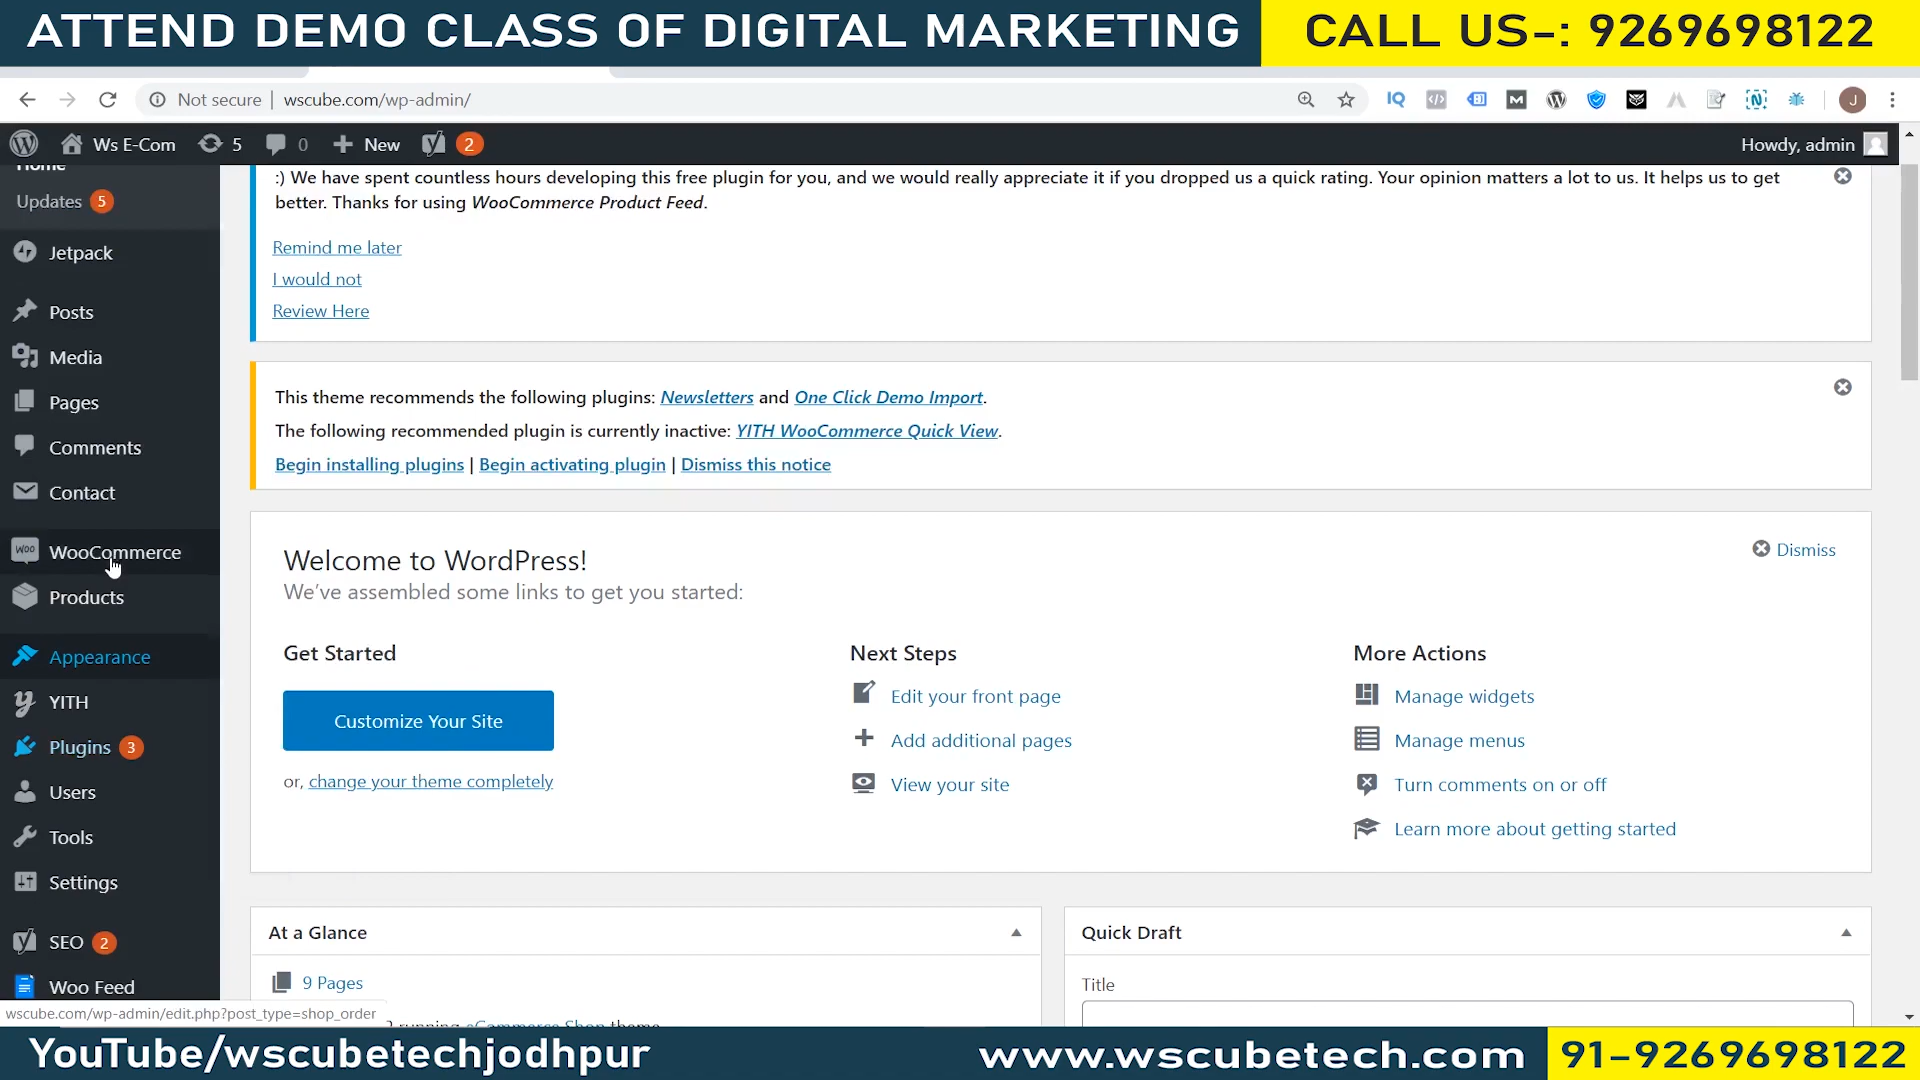 ATTEND DEMO CLASS OF DIGITAL MARKETING
CALL US-: 9269698122
Not secure | wscube.com/wp-admin/
IQ
M
J
Ws E-Com
5
0
New
2
Howdy, admin
Home
Updates 5
Jetpack
Posts
Media
Pages
Comments
Contact
WooCommerce
Products
Appearance
YITH
Plugins 3
Users
Tools
Settings
SEO 2
Woo Feed
:) We have spent countless hours developing this free plugin for you, and we would really appreciate it if you dropped us a quick rating. Your opinion matters a lot to us. It helps us to get
better. Thanks for using WooCommerce Product Feed.
Remind me later
I would not
Review Here
This theme recommends the following plugins: Newsletters and One Click Demo Import.
The following recommended plugin is currently inactive: YITH WooCommerce Quick View.
Begin installing plugins | Begin activating plugin | Dismiss this notice
Welcome to WordPress!
Dismiss
We've assembled some links to get you started:
Get Started
Customize Your Site
or, change your theme completely
Next Steps
Edit your front page
Add additional pages
View your site
More Actions
Manage widgets
Manage menus
Turn comments on or off
Learn more about getting started
At a Glance
9 Pages
running eCommerce Shop theme
Quick Draft
Title
wscube.com/wp-admin/edit.php?post_type=shop_order
YouTube/wscubetechjodhpur
www.wscubetech.com
91-9269698122